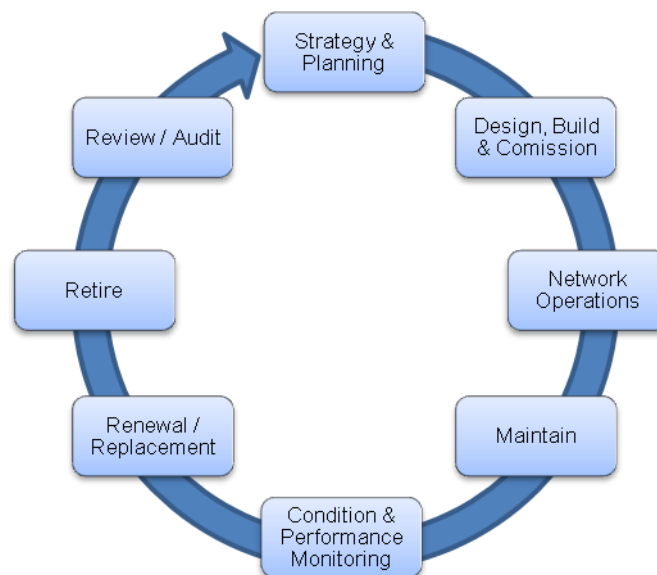 Strategy &
Planning
Design, Build
& Comission
Network
Operations
Maintain
Condition &
Performance
Monitoring
Renewal /
Replacement
Retire
Review / Audit